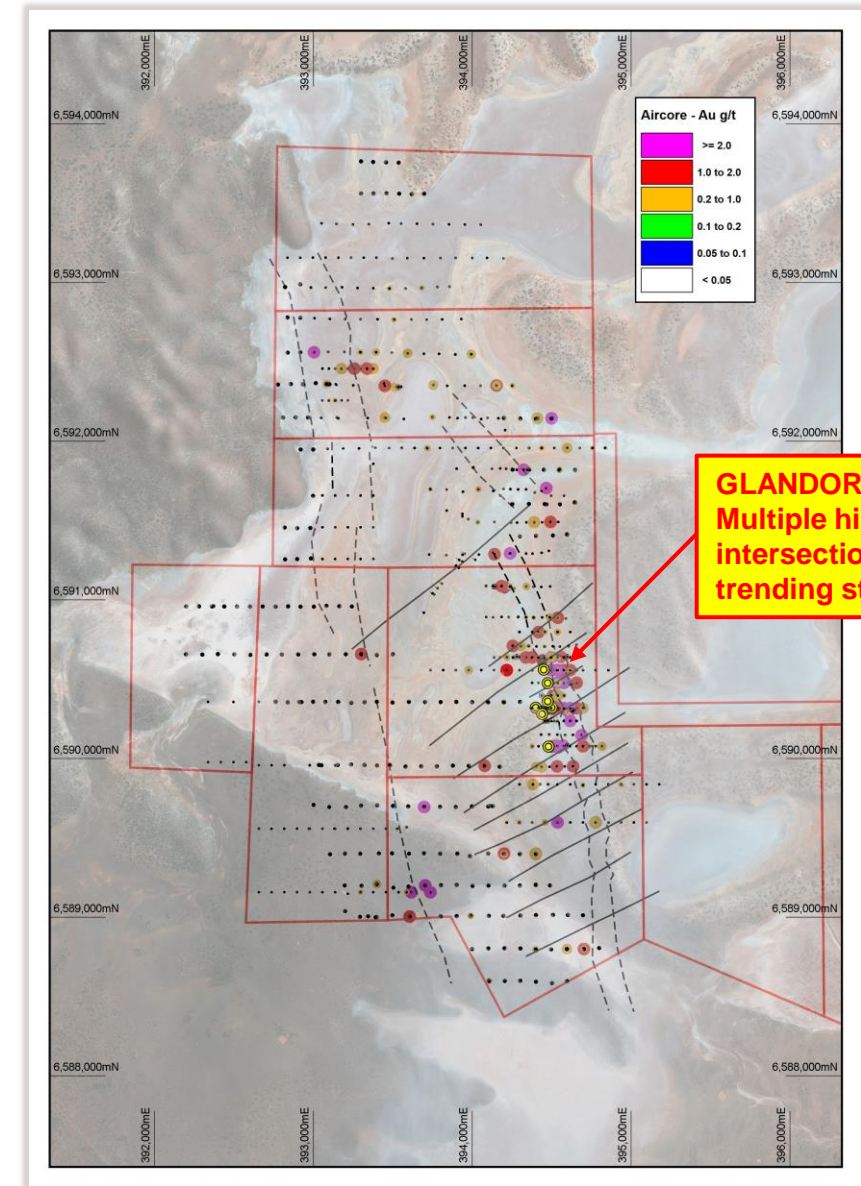 392,000mE
393,000mE
394,000mE
395,000mE
396,000mE
6,594,000mN
6,594,000mN
Aircore - Au g/t
>= 2.0
1.0 to 2.0
0.2 to 1.0
0.1 to 0.2
0.05 to 0.1
< 0.05
6,593,000mN
6,593,000mN
6,592,000mN
6,592,000mN
GLANDOR
Multiple hi
intersectio
trending st
6,591,000mN
6,590,000mN
6,590,000mN
6,589,000mN
6,589,000mN
6,588,000mN
6,588,000mN
392,000mE
393,000mE
394,000mE
395,000mE
396,000mE